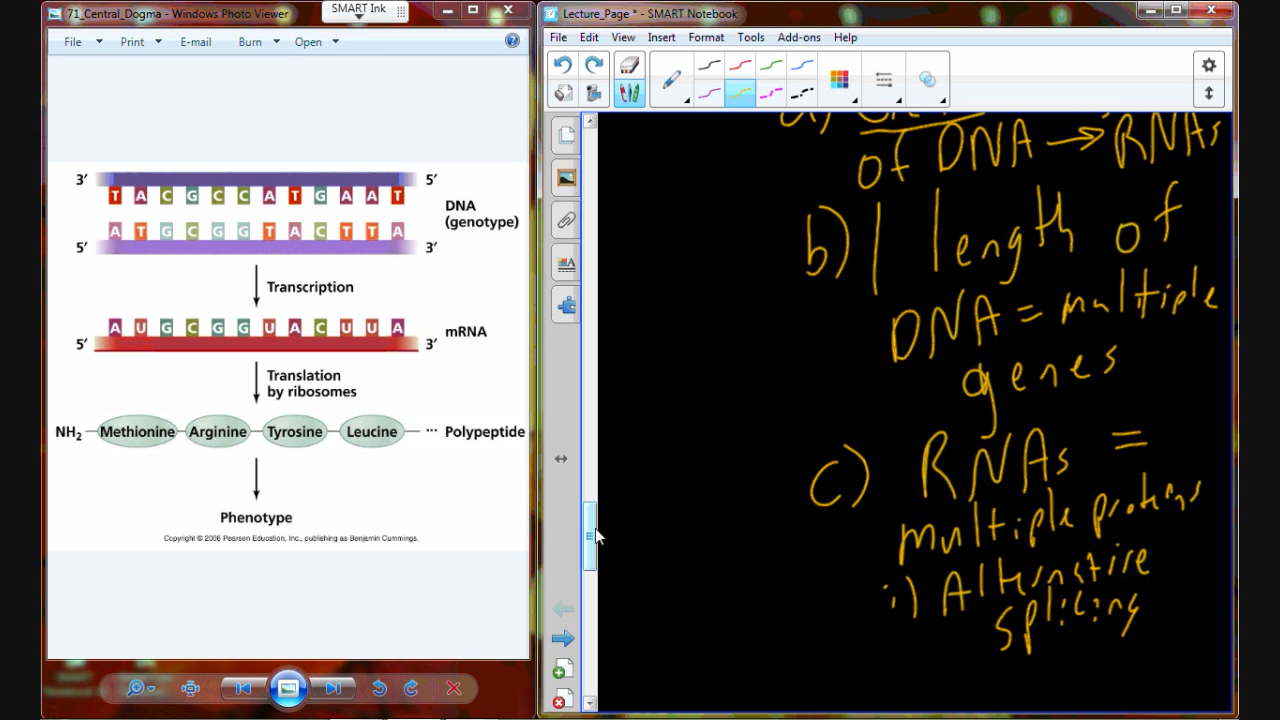 71_Central_Dogma - Windows Photo Viewer
SMART Ink
File Print E-mail Burn Open
3′ 5′
T A C G C C A T G A A T
DNA
(genotype)
A T G C G G T A C T T A
5′ 3′
Transcription
A U G C G G U A C U U A
mRNA
5′ 3′
Translation
by ribosomes
NH2 Methionine Arginine Tyrosine Leucine ··· Polypeptide
Phenotype
Copyright © 2006 Pearson Education, Inc., publishing as Benjamin Cummings.
Lecture_Page * - SMART Notebook
File Edit View Insert Format Tools Add-ons Help
of DNA → RNAs
b) 1 length of
DNA = multiple
genes
c) RNAs =
multiple proteins
i) Alternative
splicing